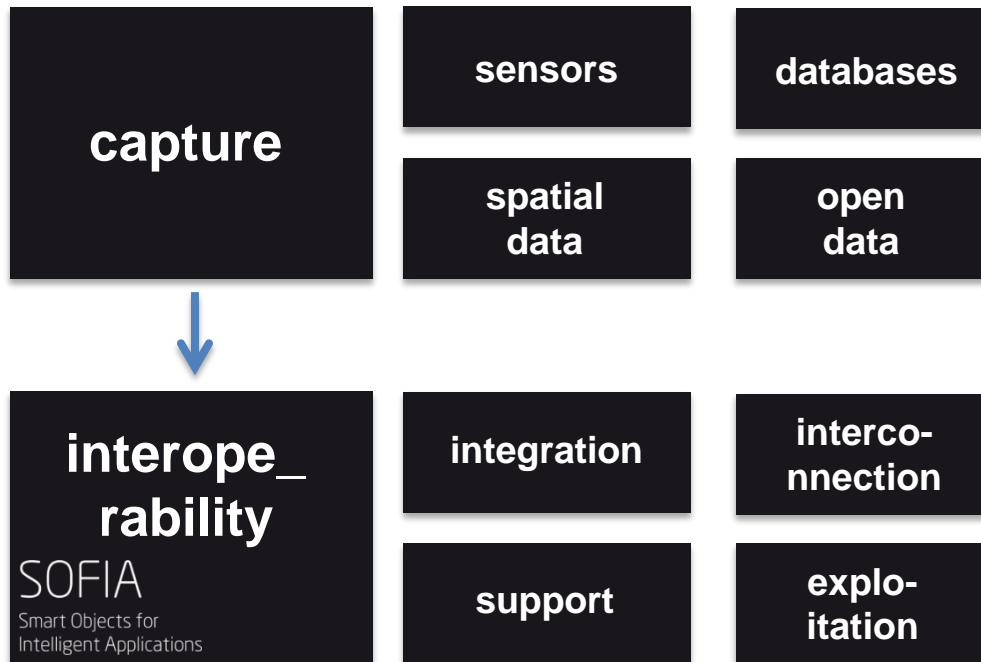 capture
sensors
databases
spatial
data
open
data
interope_
rability
SOFIA
Smart Objects for
Intelligent Applications
integration
interco-
nnection
support
explo-
itation